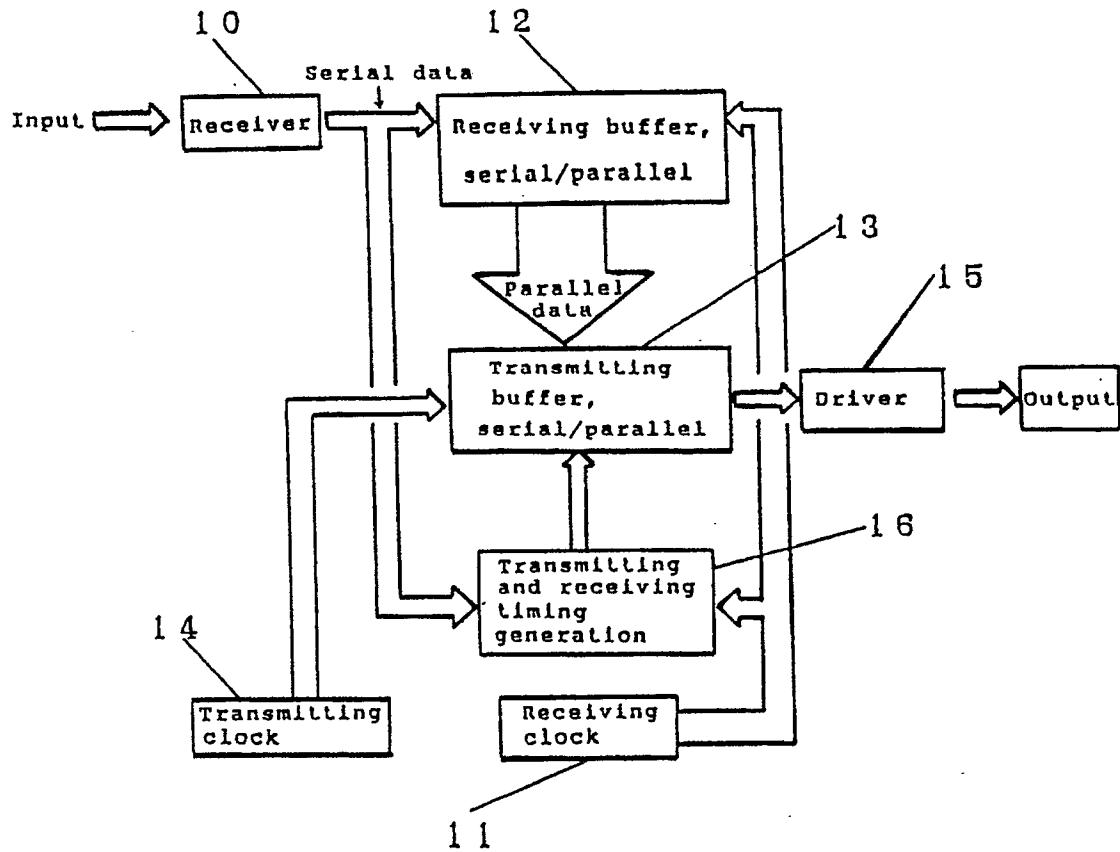 10
12
Serial data
Input
Receiver
Receiving buffer,
serial/parallel
13
Parallel
data
15
Transmitting
buffer,
serial/parallel
Driver
Output
16
Transmitting
and receiving
timing
generation
14
Transmitting
clock
Receiving
clock
11